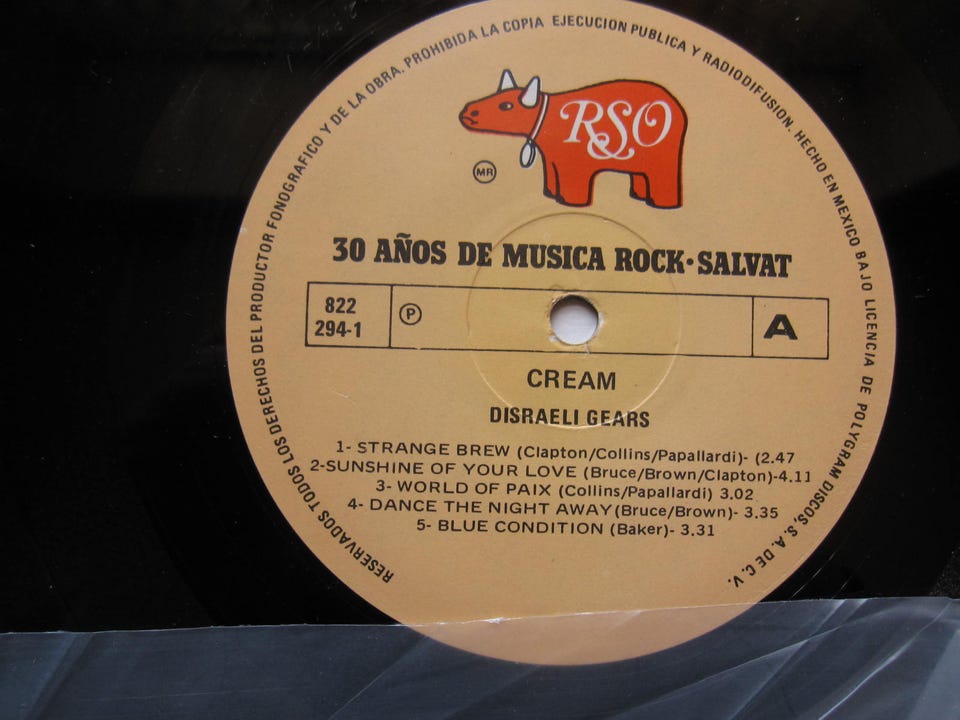 RESERVADOS TODOS LOS DERECHOS DEL PRODUCTOR FONOGRAFICO Y DE LA OBRA. PROHIBIDA LA COPIA EJECUCION PUBLICA Y RADIODIFUSION. HECHO EN MEXICO BAJO LICENCIA DE POLYGRAM DISCOS, S. A. DE C. V.
RSO
MR
30 AÑOS DE MUSICA ROCK·SALVAT
822
294-1
P
A
CREAM
DISRAELI GEARS
1- STRANGE BREW (Clapton/Collins/Papallardi)- (2.47
2-SUNSHINE OF YOUR LOVE (Bruce/Brown/Clapton)-4.11
3- WORLD OF PAIX (Collins/Papallardi) 3.02
4- DANCE THE NIGHT AWAY(Bruce/Brown)- 3.35
5- BLUE CONDITION (Baker)- 3.31